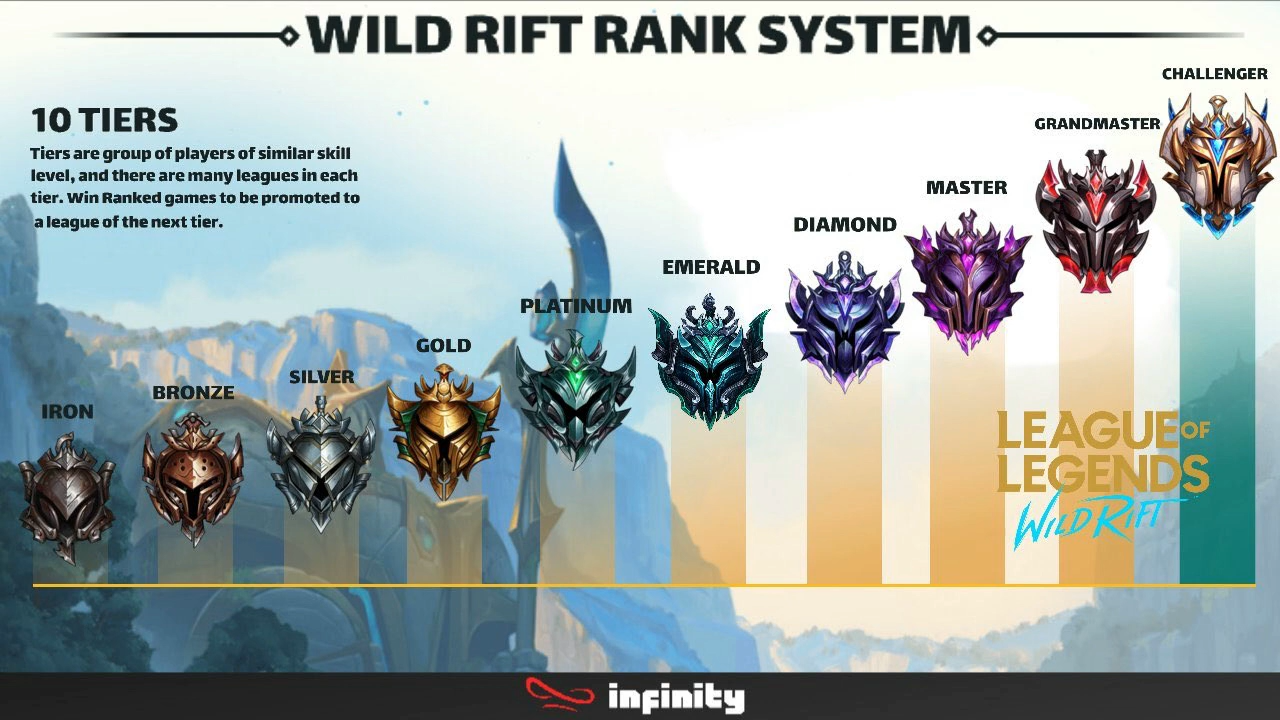 WILD RIFT RANK SYSTEM
10 TIERS
Tiers are group of players of similar skill
level, and there are many leagues in each
tier. Win Ranked games to be promoted to
a league of the next tier.
IRON
BRONZE
SILVER
GOLD
PLATINUM
EMERALD
DIAMOND
MASTER
GRANDMASTER
CHALLENGER
LEAGUE OF
LEGENDS
WILD RIFT
infinity